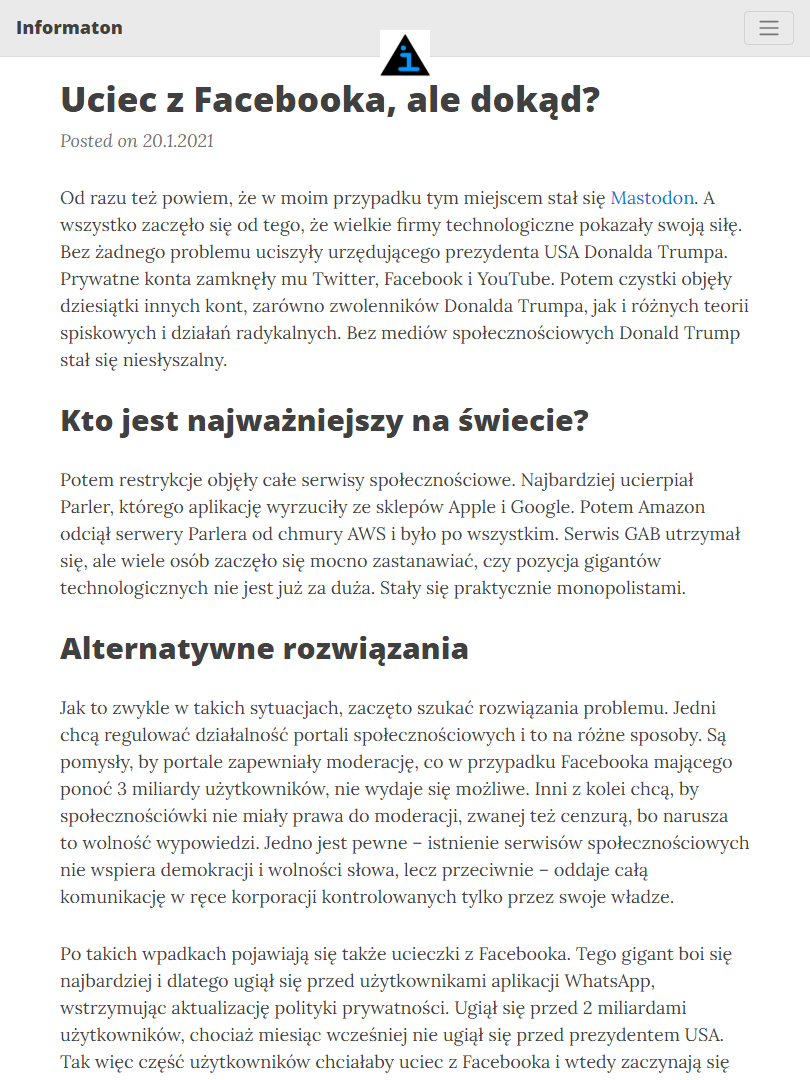 Informaton
i
Uciec z Facebooka, ale dokąd?
Posted on 20.1.2021
Od razu też powiem, że w moim przypadku tym miejscem stał się Mastodon. A
wszystko zaczęło się od tego, że wielkie firmy technologiczne pokazały swoją siłę.
Bez żadnego problemu uciszyły urzędującego prezydenta USA Donalda Trumpa.
Prywatne konta zamknęły mu Twitter, Facebook i YouTube. Potem czystki objęły
dziesiątki innych kont, zarówno zwolenników Donalda Trumpa, jak i różnych teorii
spiskowych i działań radykalnych. Bez mediów społecznościowych Donald Trump
stał się niesłyszalny.
Kto jest najważniejszy na świecie?
Potem restrykcje objęły całe serwisy społecznościowe. Najbardziej ucierpiał
Parler, którego aplikację wyrzuciły ze sklepów Apple i Google. Potem Amazon
odciął serwery Parlera od chmury AWS i było po wszystkim. Serwis GAB utrzymał
się, ale wiele osób zaczęło się mocno zastanawiać, czy pozycja gigantów
technologicznych nie jest już za duża. Stały się praktycznie monopolistami.
Alternatywne rozwiązania
Jak to zwykle w takich sytuacjach, zaczęto szukać rozwiązania problemu. Jedni
chcą regulować działalność portali społecznościowych i to na różne sposoby. Są
pomysły, by portale zapewniały moderację, co w przypadku Facebooka mającego
ponoć 3 miliardy użytkowników, nie wydaje się możliwe. Inni z kolei chcą, by
społecznościówki nie miały prawa do moderacji, zwanej też cenzurą, bo narusza
to wolność wypowiedzi. Jedno jest pewne – istnienie serwisów społecznościowych
nie wspiera demokracji i wolności słowa, lecz przeciwnie – oddaje całą
komunikację w ręce korporacji kontrolowanych tylko przez swoje władze.
Po takich wpadkach pojawiają się także ucieczki z Facebooka. Tego gigant boi się
najbardziej i dlatego ugiął się przed użytkownikami aplikacji WhatsApp,
wstrzymując aktualizację polityki prywatności. Ugiął się przed 2 miliardami
użytkowników, chociaż miesiąc wcześniej nie ugiął się przed prezydentem USA.
Tak więc część użytkowników chciałaby uciec z Facebooka i wtedy zaczynają się